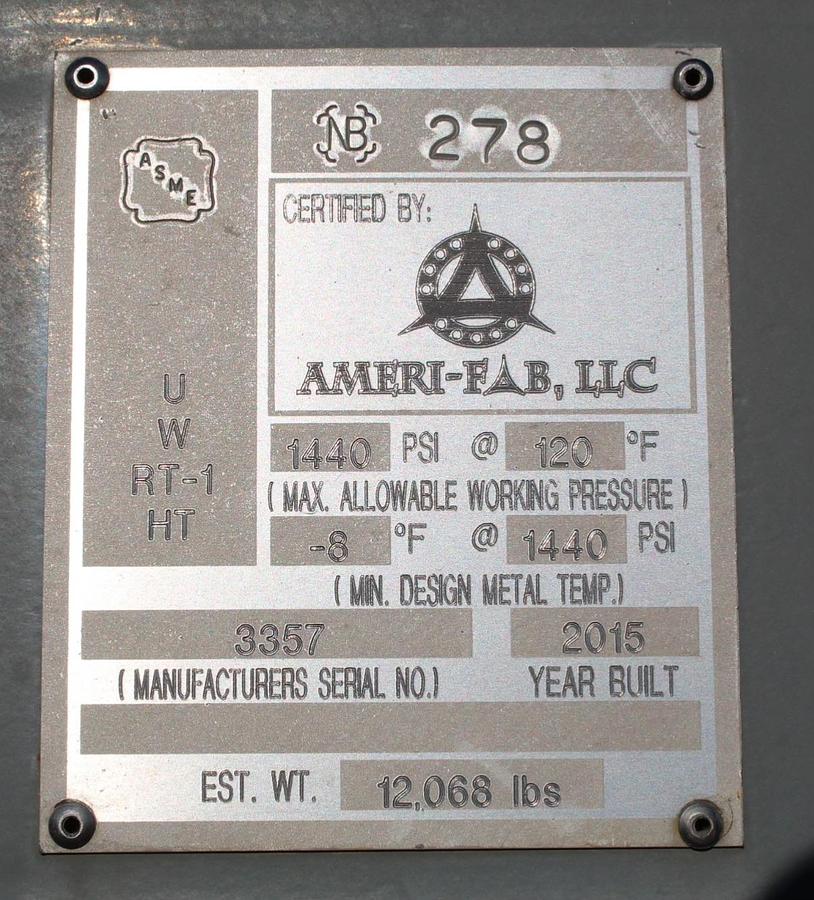 NB 278
ASME
CERTIFIED BY:
AMERI-FAB, LLC
U
W
RT-1
HT
1440 PSI @ 120 °F
( MAX. ALLOWABLE WORKING PRESSURE )
-8 °F @ 1440 PSI
( MIN. DESIGN METAL TEMP.)
3357 2015
( MANUFACTURERS SERIAL NO.) YEAR BUILT
EST. WT. 12,068 lbs